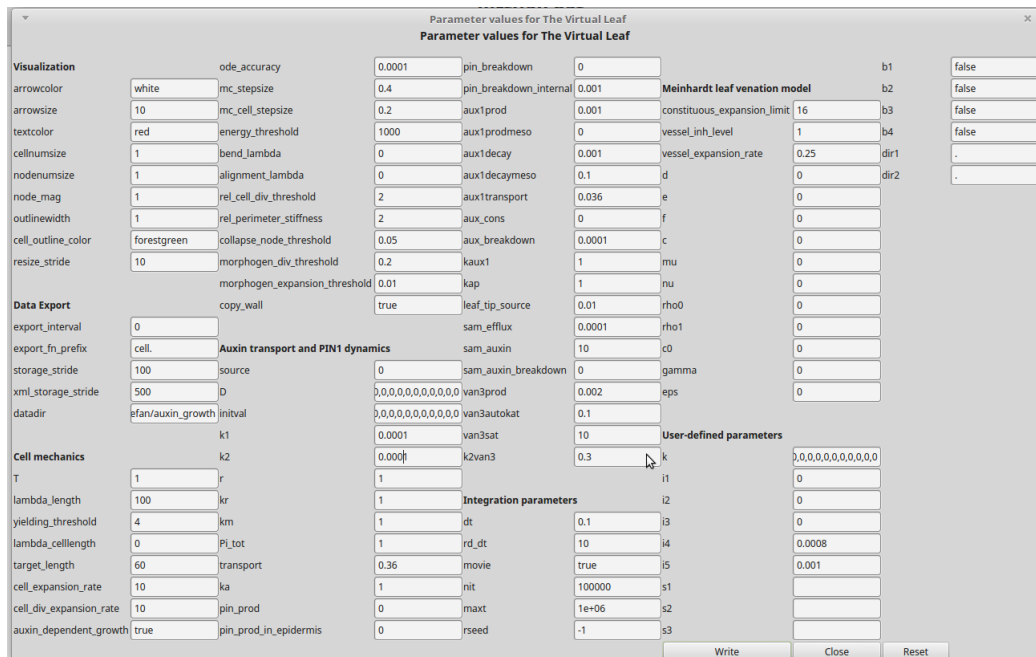 Parameter values for The Virtual Leaf
Parameter values for The Virtual Leaf
Visualization
arrowcolor white
arrowsize 10
textcolor red
cellnumsize 1
nodenumsize 1
node_mag 1
outlinewidth 1
cell_outline_color forestgreen
resize_stride 10
Data Export
export_interval 0
export_fn_prefix cell.
storage_stride 100
xml_storage_stride 500
datadir efan/auxin_growth
Cell mechanics
T 1
lambda_length 100
yielding_threshold 4
lambda_celllength 0
target_length 60
cell_expansion_rate 10
cell_div_expansion_rate 10
auxin_dependent_growth true
ode_accuracy 0.0001
mc_stepsize 0.4
mc_cell_stepsize 0.2
energy_threshold 1000
bend_lambda 0
alignment_lambda 0
rel_cell_div_threshold 2
rel_perimeter_stiffness 2
collapse_node_threshold 0.05
morphogen_div_threshold 0.2
morphogen_expansion_threshold 0.01
copy_wall true
Auxin transport and PIN1 dynamics
source 0
D 0,0,0,0,0,0,0,0,0,0,0
initval 0,0,0,0,0,0,0,0,0,0,0
k1 0.0001
k2 0.0001
r 1
kr 1
km 1
Pi_tot 1
transport 0.36
ka 1
pin_prod 0
pin_prod_in_epidermis 0
pin_breakdown 0
pin_breakdown_internal 0.001
aux1prod 0.001
aux1prodmeso 0
aux1decay 0.001
aux1decaymeso 0.1
aux1transport 0.036
aux_cons 0
aux_breakdown 0.0001
kaux1 1
kap 1
leaf_tip_source 0.01
sam_efflux 0.0001
sam_auxin 10
sam_auxin_breakdown 0
van3prod 0.002
van3autokat 0.1
van3sat 10
k2van3 0.3
Integration parameters
dt 0.1
rd_dt 10
movie true
nit 100000
maxt 1e+06
rseed -1
Meinhardt leaf venation model
constituous_expansion_limit 16
vessel_inh_level 1
vessel_expansion_rate 0.25
d 0
e 0
f 0
c 0
mu 0
nu 0
rho0 0
rho1 0
c0 0
gamma 0
eps 0
User-defined parameters
k 0,0,0,0,0,0,0,0,0,0,0
i1 0
i2 0
i3 0
i4 0.0008
i5 0.001
s1
s2
s3
b1 false
b2 false
b3 false
b4 false
dir1 .
dir2 .
Write Close Reset